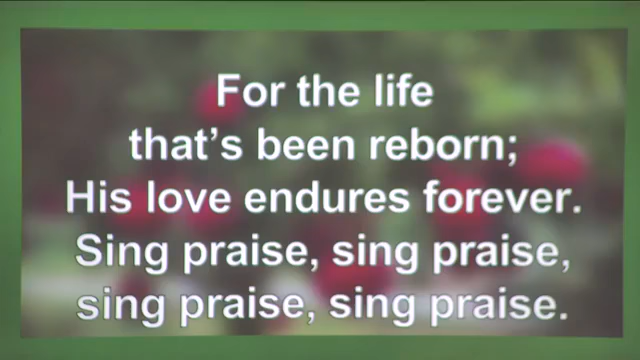 For the life
that’s been reborn;
His love endures forever.
Sing praise, sing praise,
sing praise, sing praise.